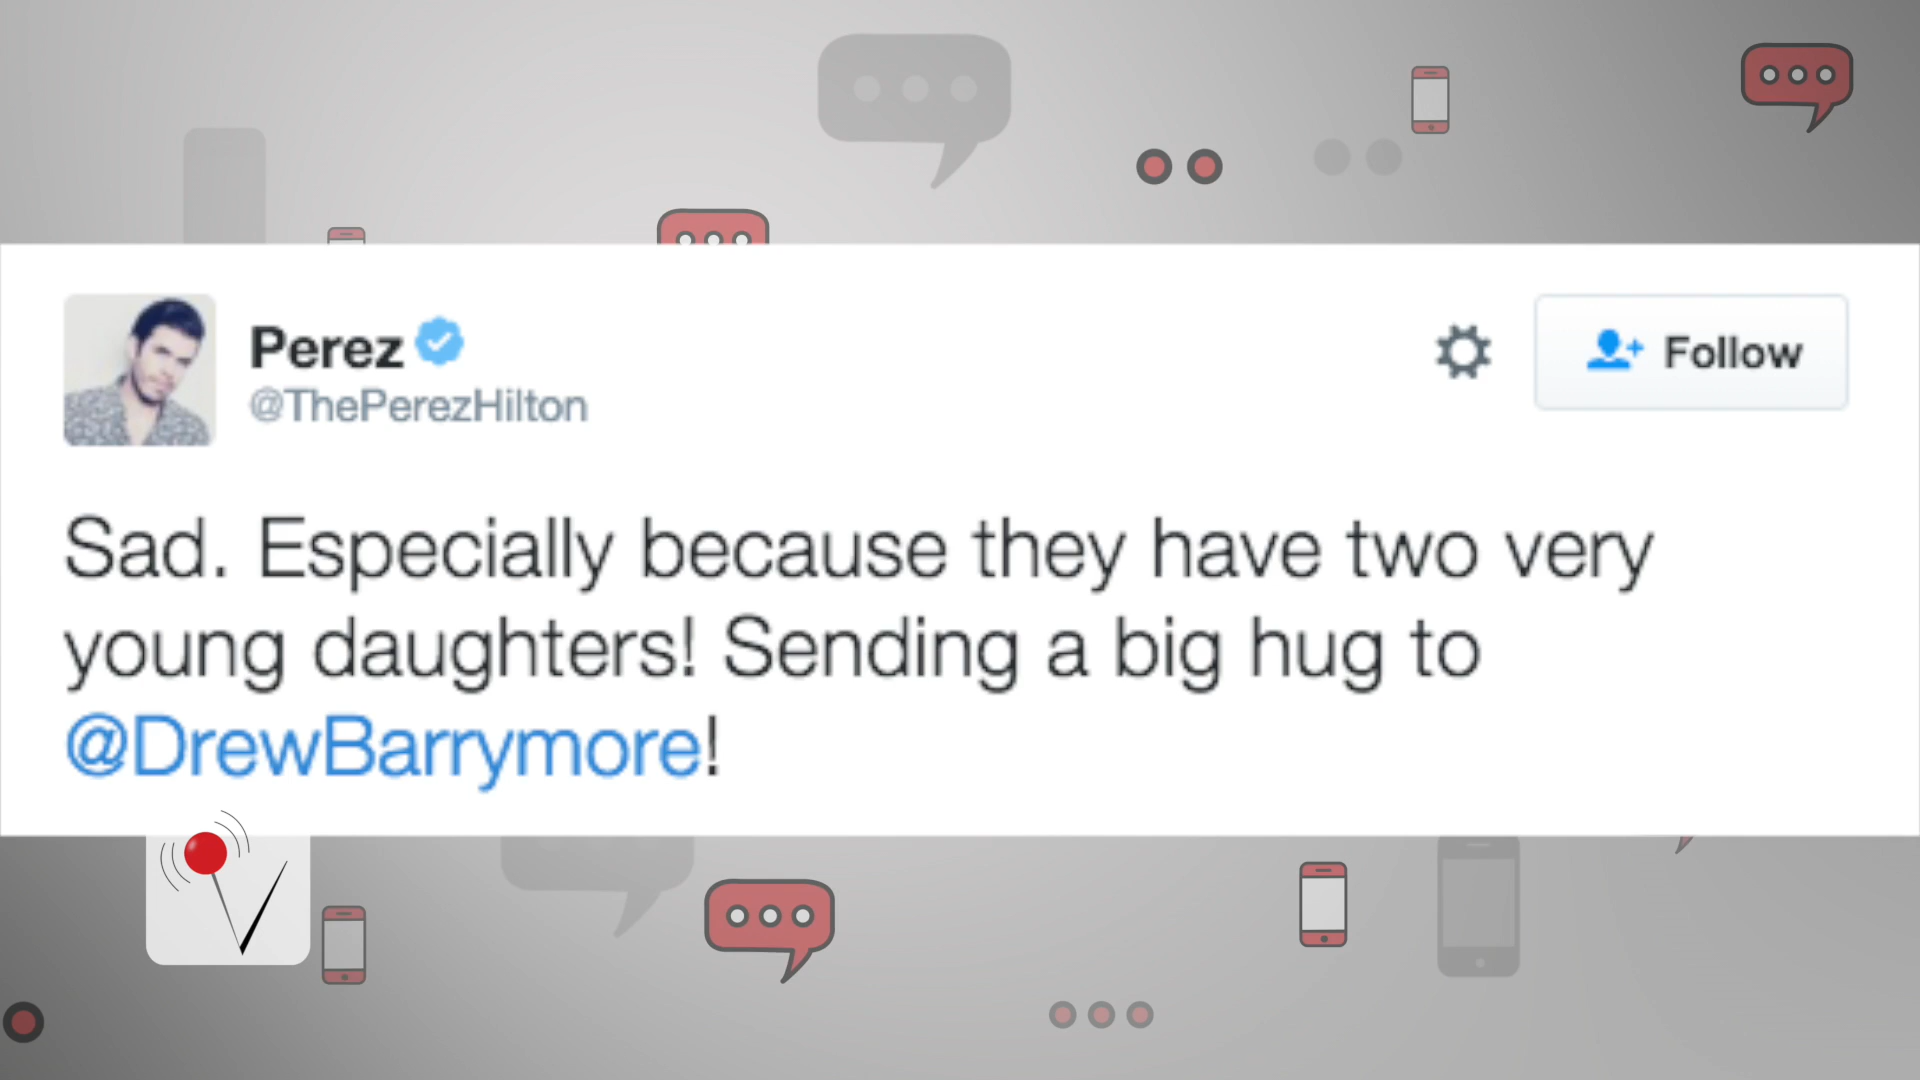 Perez
@ThePerezHilton
Follow
Sad. Especially because they have two very
young daughters! Sending a big hug to
@DrewBarrymore!